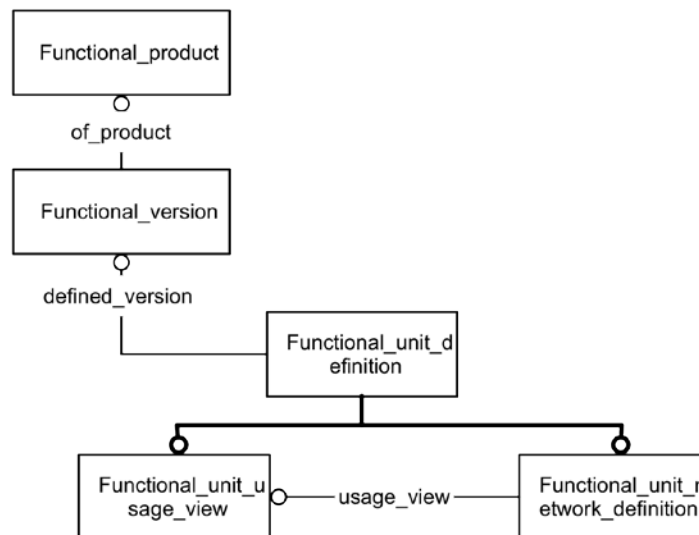 Functional_product
of_product
Functional_version
defined_version
Functional_unit_d
efinition
Functional_unit_u
sage_view
usage_view
Functional_unit_n
etwork_definition